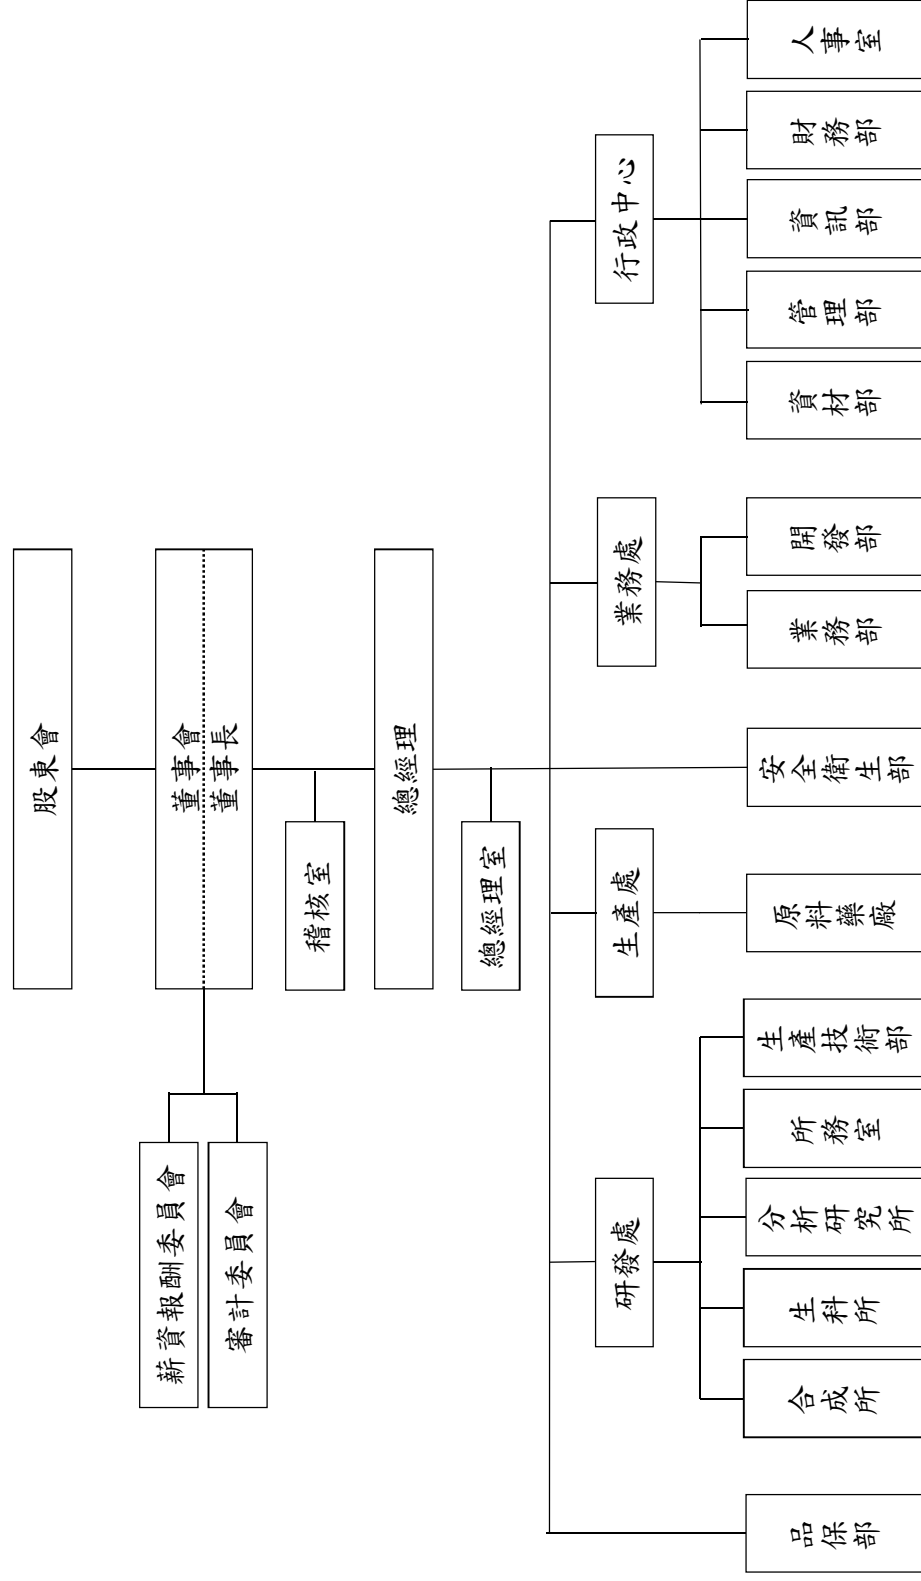 股東會
董事會
董事長
薪資報酬委員會
審計委員會
稽核室
總經理
總經理室
研發處
生產處
業務處
行政中心
品保部
合成所
生科所
分析研究所
所務室
生產技術部
原料藥廠
安全衛生部
業務部
開發部
資材部
管理部
資訊部
財務部
人事室